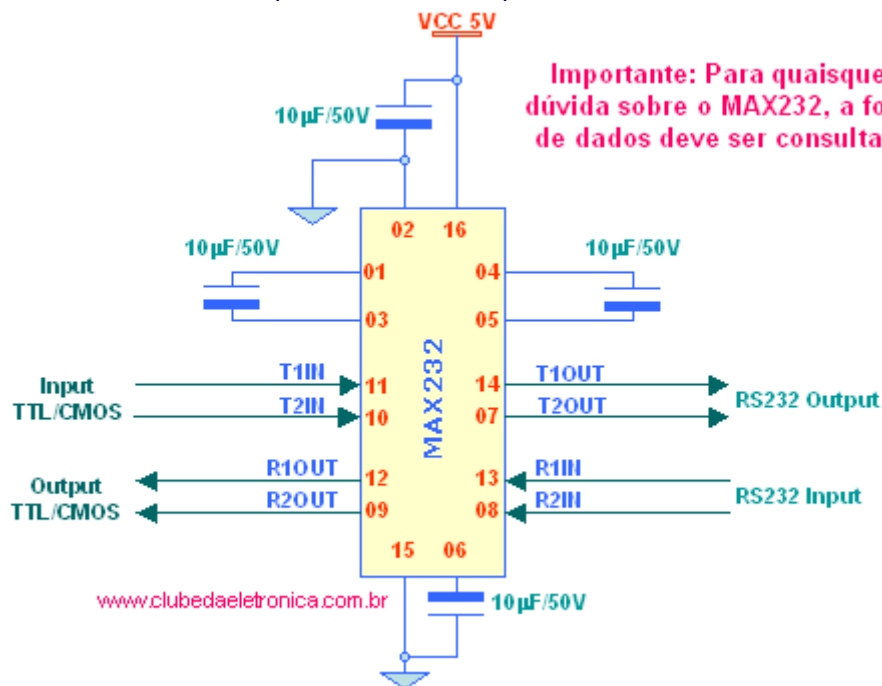 VCC 5V
Importante: Para quaisque
dúvida sobre o MAX232, a fo
de dados deve ser consulta
10µF/50V
02 16
10µF/50V
10µF/50V
01 04
03 05
MAX232
Input
TTL/CMOS
T1IN 11 14 T1OUT
T2IN 10 07 T2OUT
RS232 Output
Output
TTL/CMOS
R1OUT 12 13 R1IN
R2OUT 09 08 R2IN
RS232 Input
15 06
www.clubedaeletronica.com.br
10µF/50V